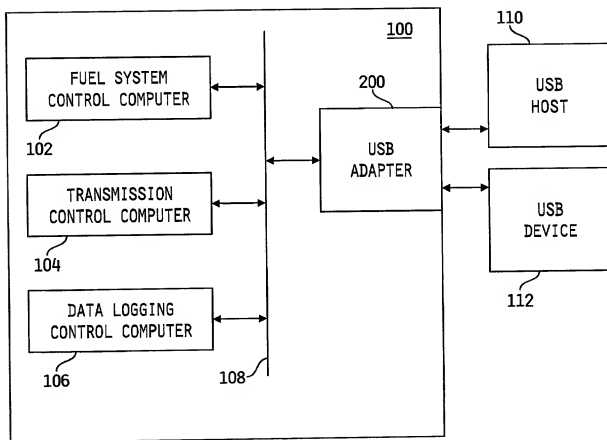 100
FUEL SYSTEM
CONTROL COMPUTER
102
TRANSMISSION
CONTROL COMPUTER
104
DATA LOGGING
CONTROL COMPUTER
106
108
200
USB
ADAPTER
110
USB
HOST
USB
DEVICE
112